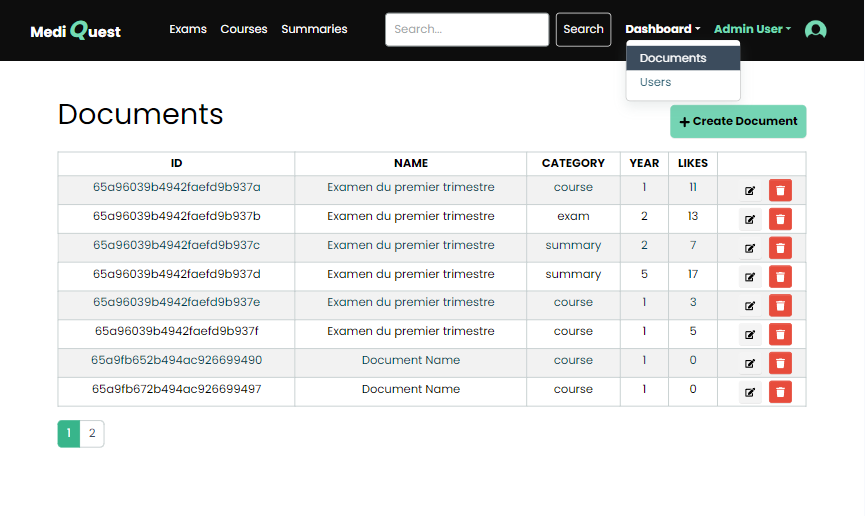 Medi Quest Exams Courses Summaries Search... Search Dashboard Admin User
Documents
Users
Documents
Create Document
ID NAME CATEGORY YEAR LIKES
65a96039b4942faefd9b937a Examen du premier trimestre course 1 11
65a96039b4942faefd9b937b Examen du premier trimestre exam 2 13
65a96039b4942faefd9b937c Examen du premier trimestre summary 2 7
65a96039b4942faefd9b937d Examen du premier trimestre summary 5 17
65a96039b4942faefd9b937e Examen du premier trimestre course 1 3
65a96039b4942faefd9b937f Examen du premier trimestre course 1 5
65a9fb652b494ac926699490 Document Name course 1 0
65a9fb672b494ac926699497 Document Name course 1 0
1 2